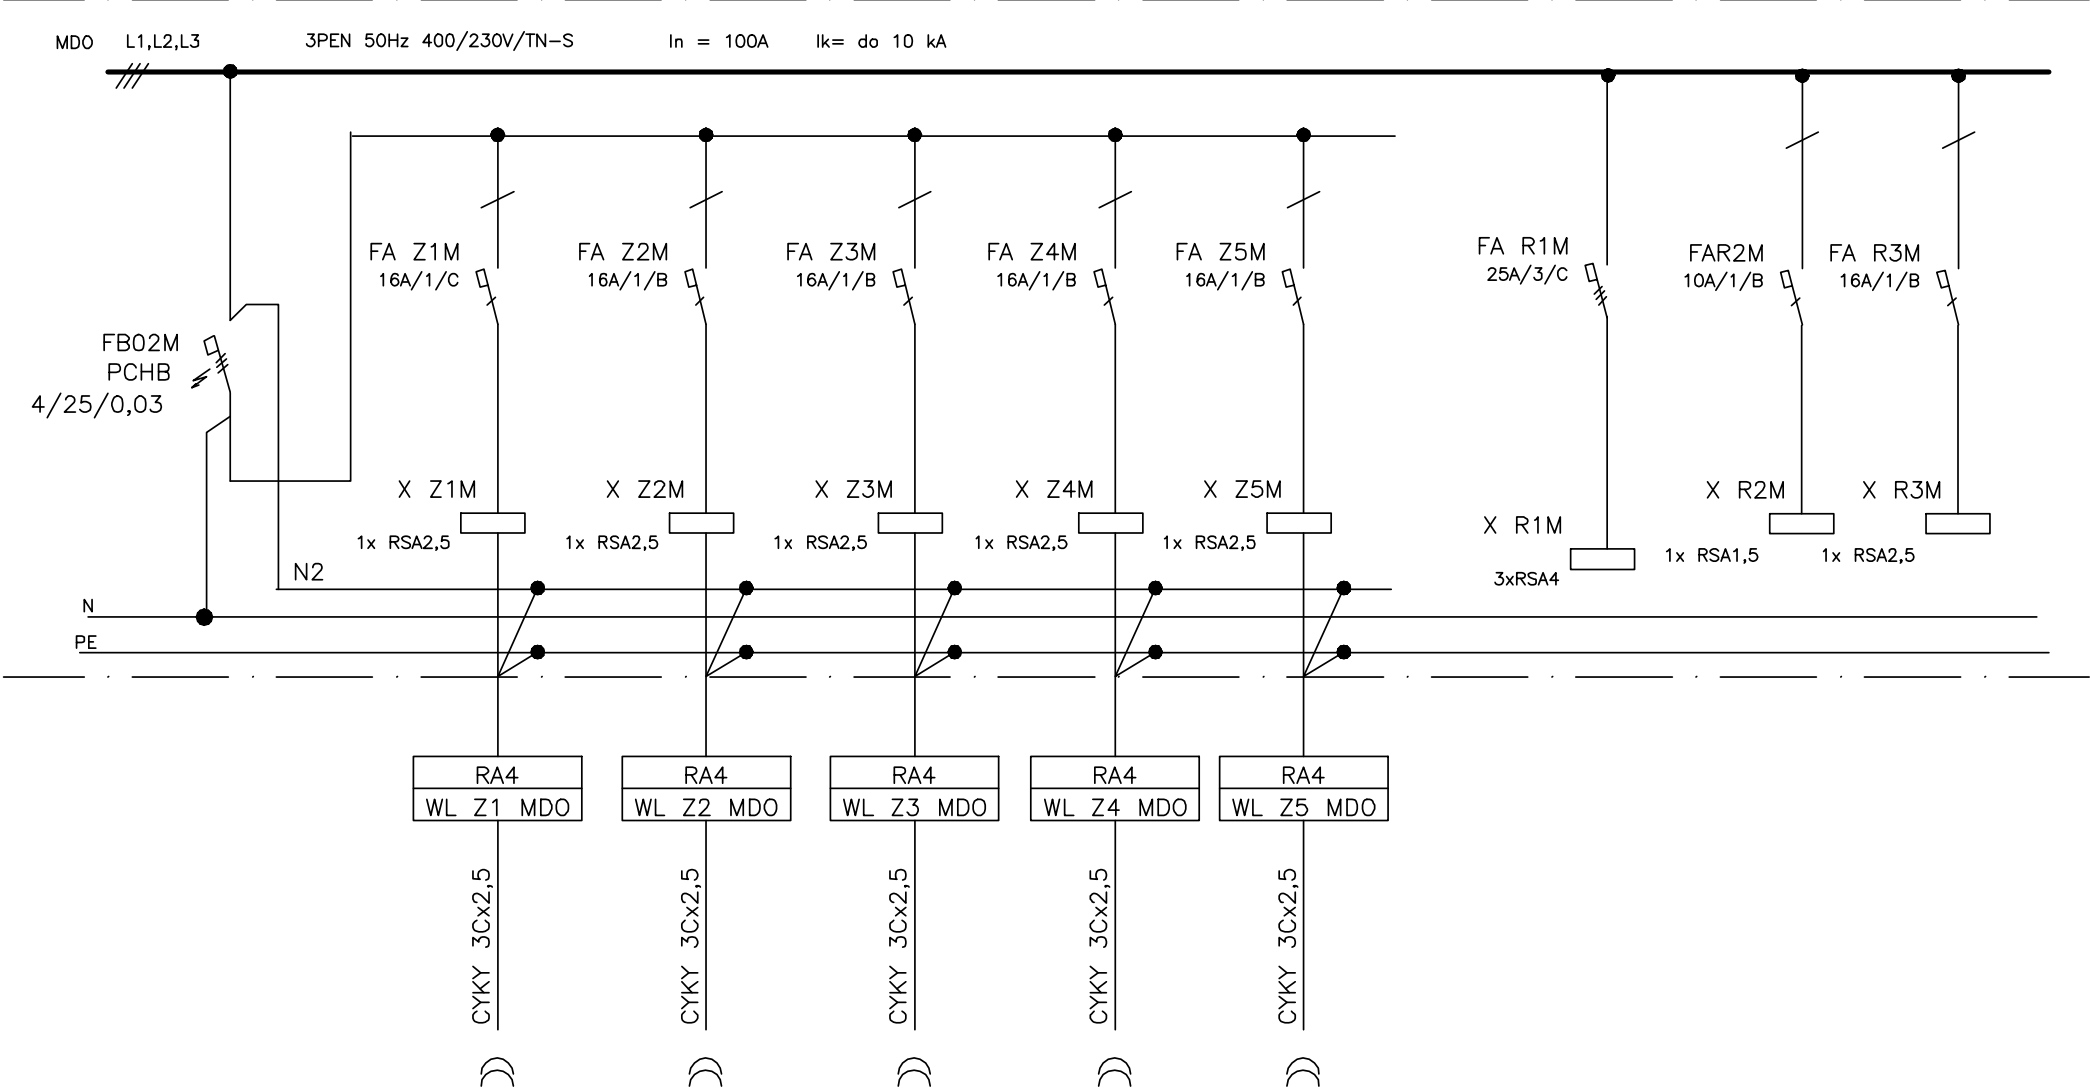 MDO L1,L2,L3 3PEN 50Hz 400/230V/TN-S In = 100A Ik= do 10 kA
FA Z1M
16A/1/C
FA Z2M
16A/1/B
FA Z3M
16A/1/B
FA Z4M
16A/1/B
FA Z5M
16A/1/B
FA R1M
25A/3/C
FAR2M
10A/1/B
FA R3M
16A/1/B
FB02M
PCHB
4/25/0,03
X Z1M
1x RSA2,5
X Z2M
1x RSA2,5
X Z3M
1x RSA2,5
X Z4M
1x RSA2,5
X Z5M
1x RSA2,5
X R1M
3xRSA4
X R2M
1x RSA1,5
X R3M
1x RSA2,5
N2
N
PE
RA4
WL Z1 MDO
RA4
WL Z2 MDO
RA4
WL Z3 MDO
RA4
WL Z4 MDO
RA4
WL Z5 MDO
CYKY 3Cx2,5
CYKY 3Cx2,5
CYKY 3Cx2,5
CYKY 3Cx2,5
CYKY 3Cx2,5